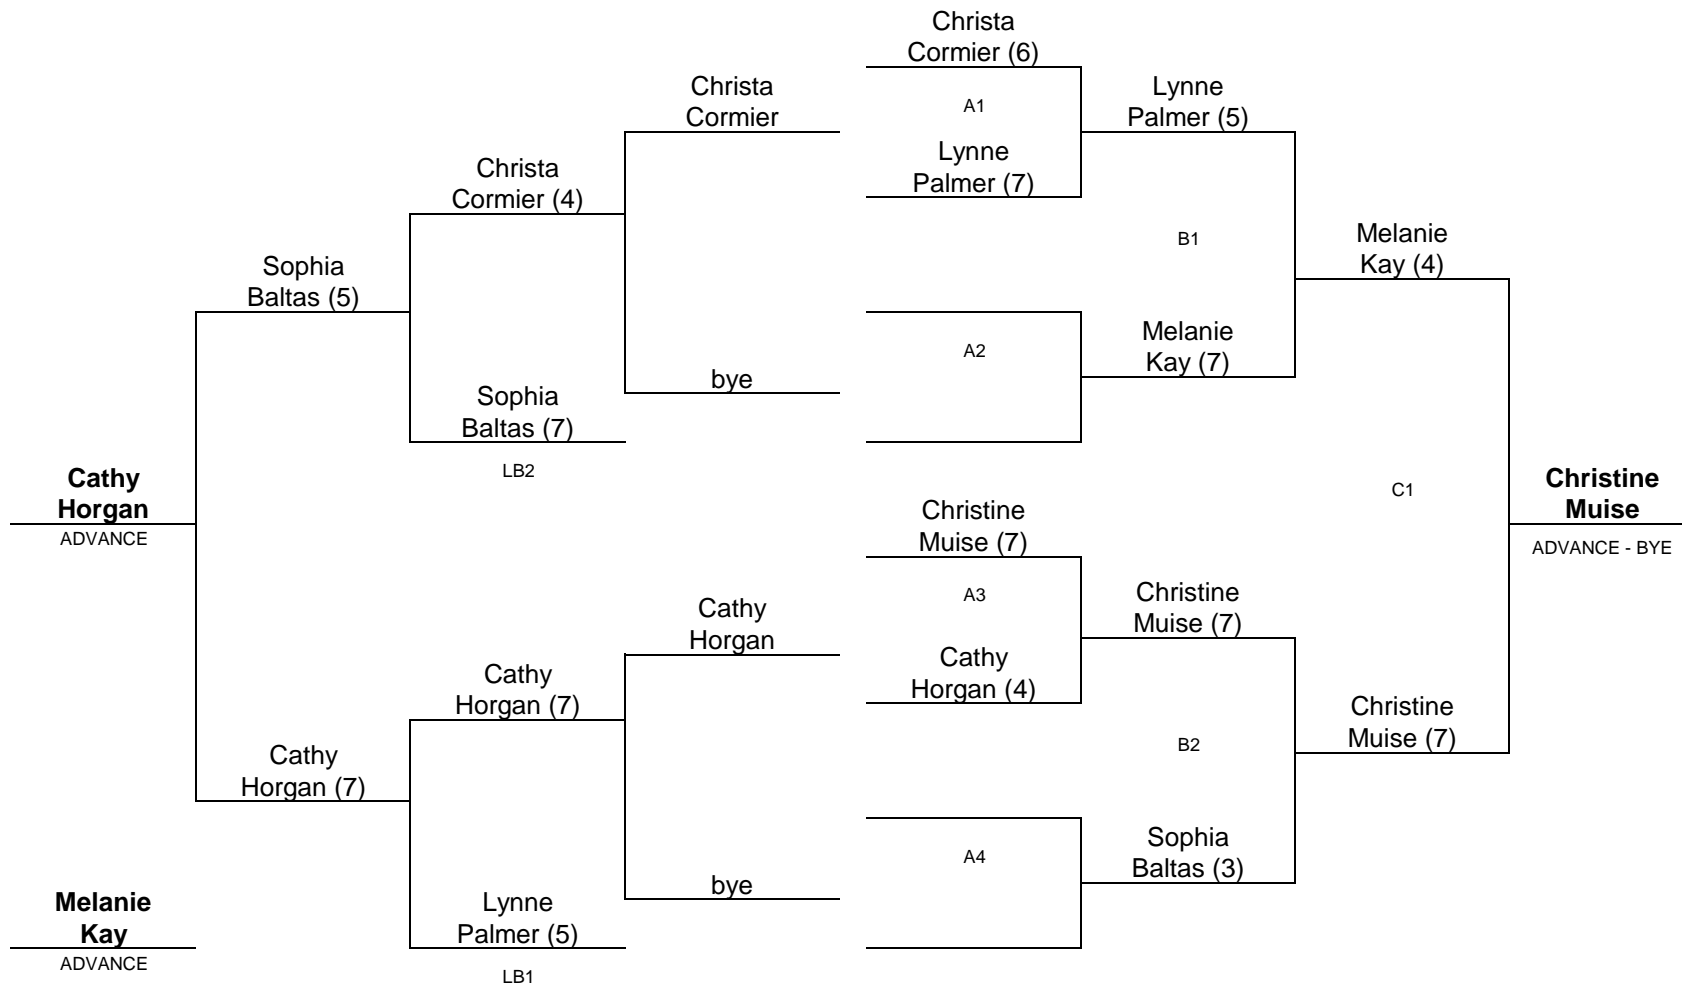 Christa
Cormier (6)
Christa
Cormier
A1
Lynne
Palmer (5)
Christa
Cormier (4)
Lynne
Palmer (7)
Sophia
Baltas (5)
B1
Melanie
Kay (4)
Sophia
Baltas (7)
LB2
bye
A2
Melanie
Kay (7)
Cathy
Horgan
ADVANCE
C1
Christine
Muise
ADVANCE - BYE
Christine
Muise (7)
Cathy
Horgan
A3
Christine
Muise (7)
Cathy
Horgan (7)
Cathy
Horgan (4)
Cathy
Horgan (7)
B2
Christine
Muise (7)
Melanie
Kay
ADVANCE
Lynne
Palmer (5)
LB1
bye
A4
Sophia
Baltas (3)